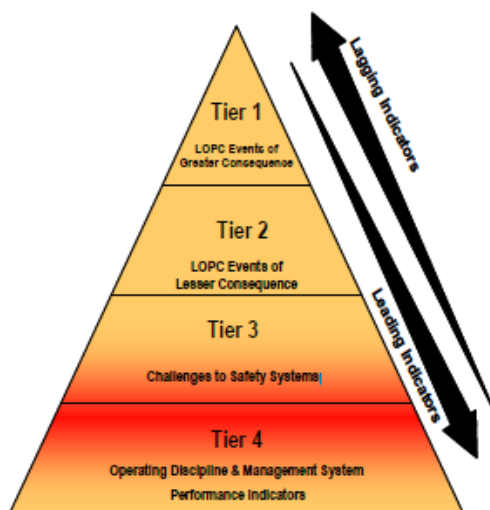 Tier 1
LOPC Events of
Greater Consequence
Tier 2
LOPC Events of
Lesser Consequence
Tier 3
Challenges to Safety Systems
Tier 4
Operating Discipline & Management System
Performance Indicators
Lagging Indicators
Leading Indicators